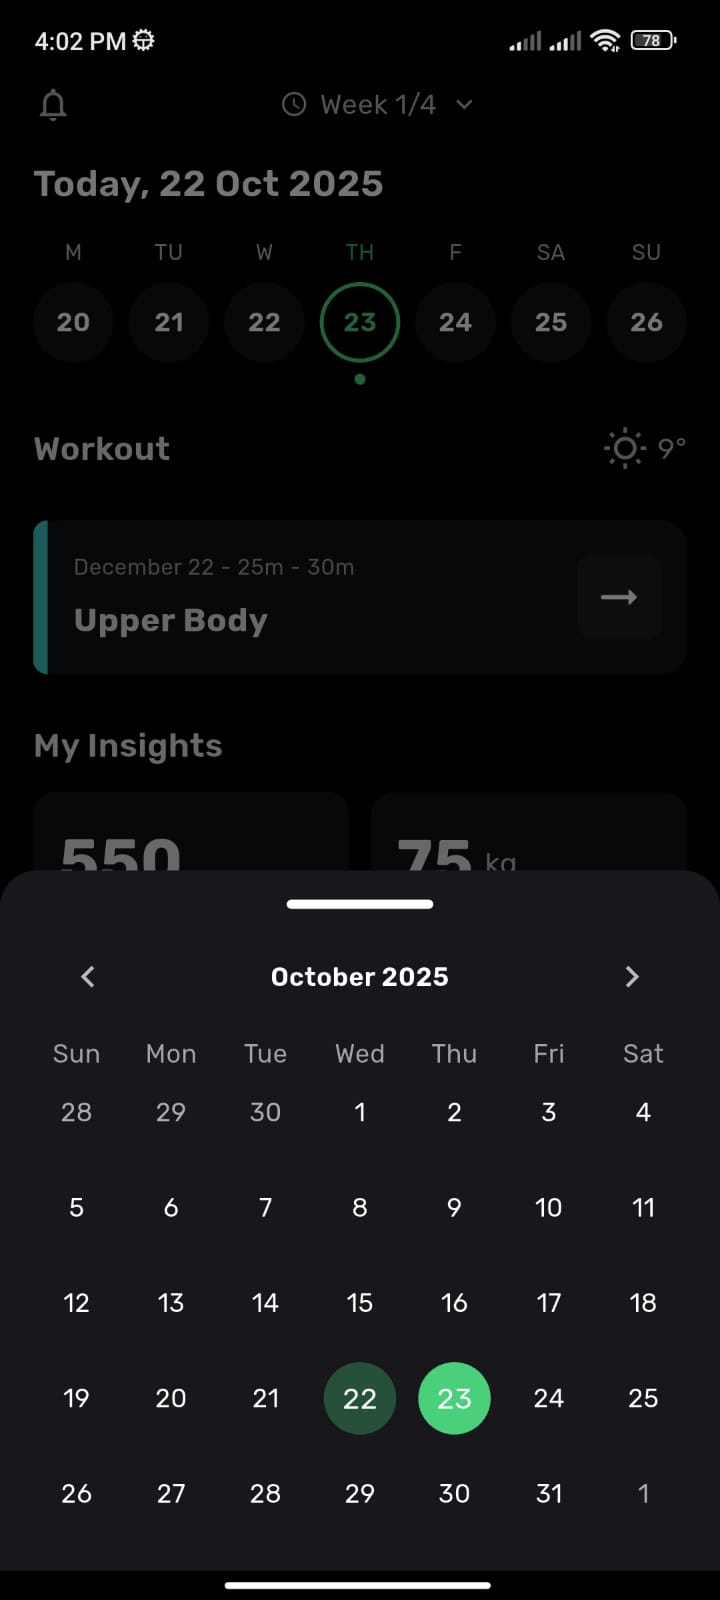 4:02 PM
78
Week 1/4
Today, 22 Oct 2025
M TU W TH F SA SU
20 21 22 23 24 25 26
Workout
9°
December 22 - 25m - 30m
Upper Body
My Insights
550 75 kg
October 2025
Sun Mon Tue Wed Thu Fri Sat
28 29 30 1 2 3 4
5 6 7 8 9 10 11
12 13 14 15 16 17 18
19 20 21 22 23 24 25
26 27 28 29 30 31 1